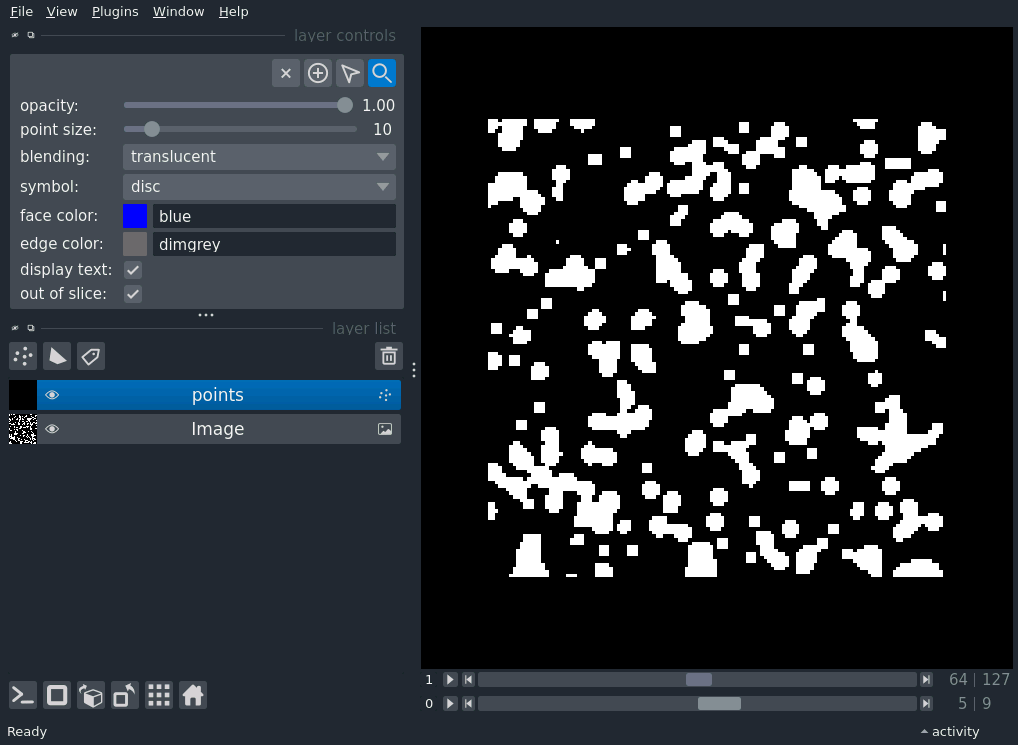 File View Plugins Window Help
layer controls
opacity: 1.00
point size: 10
blending: translucent
symbol: disc
face color: blue
edge color: dimgrey
display text:
out of slice:
layer list
points
Image
1 64 | 127
0 5 | 9
Ready activity